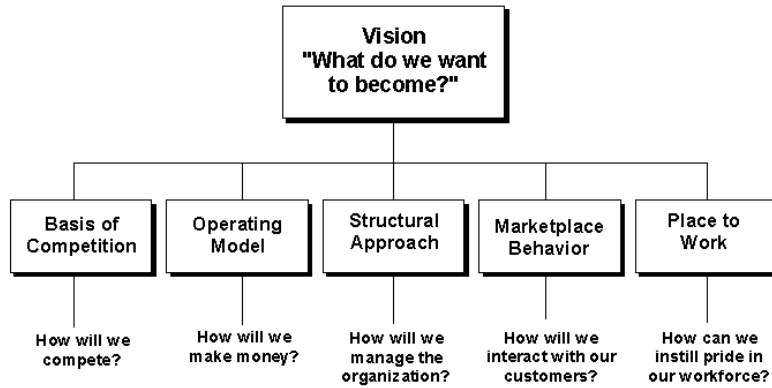 Vision
"What do we want
to become?"
Basis of
Competition
Operating
Model
Structural
Approach
Marketplace
Behavior
Place to
Work
How will we
compete?
How will we
make money?
How will we
manage the
organization?
How will we
interact with our
customers?
How can we
instill pride in
our workforce?